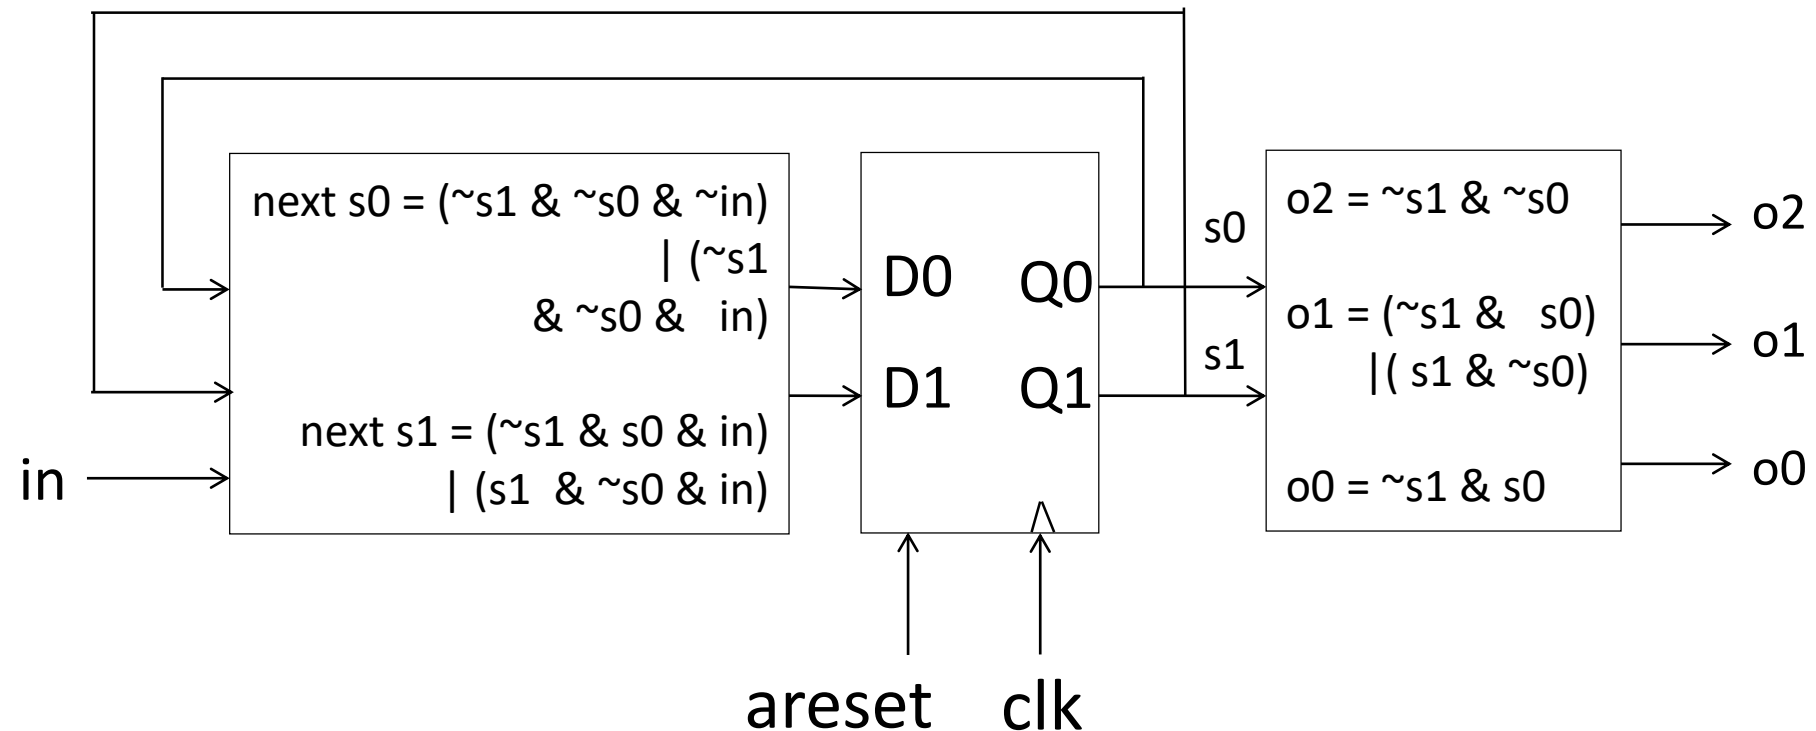 next s0 = (~s1 & ~s0 & ~in)
| (~s1
& ~s0 & in)
next s1 = (~s1 & s0 & in)
| (s1 & ~s0 & in)
in
D0 Q0
D1 Q1
areset clk
s0
s1
o2 = ~s1 & ~s0
o1 = (~s1 & s0)
|( s1 & ~s0)
o0 = ~s1 & s0
o2
o1
o0